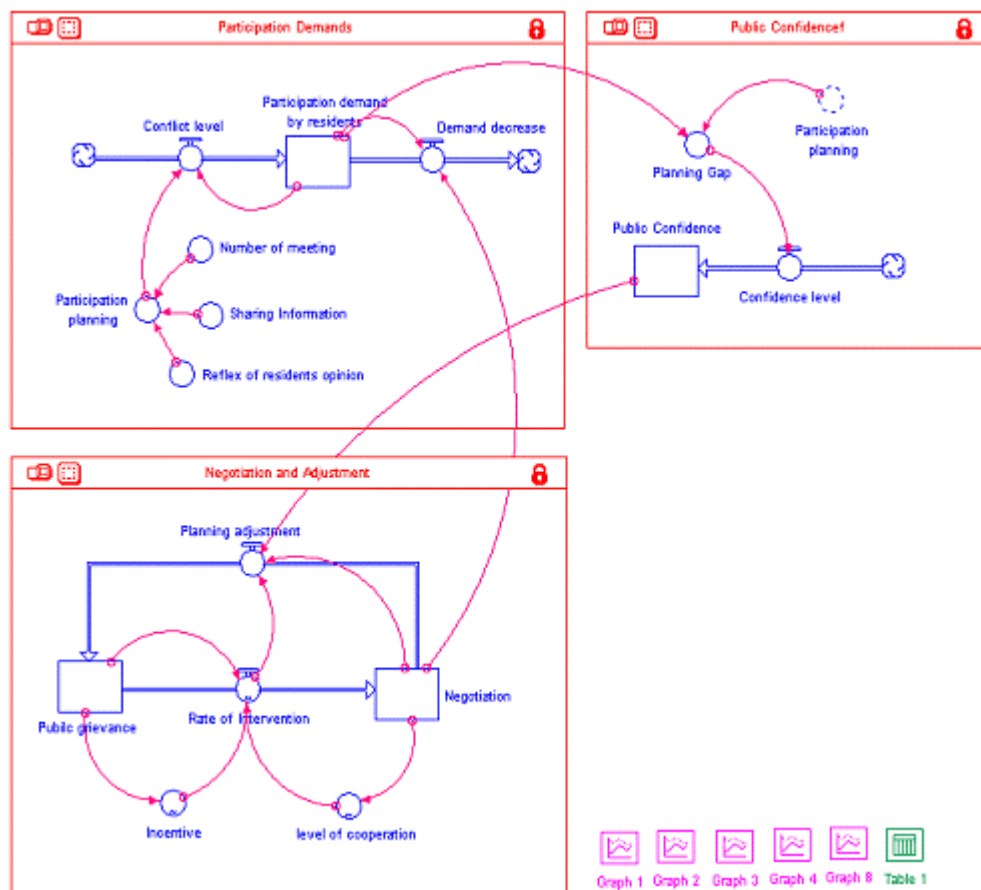 Participation Demands
Participation demand
by residents
Conflict level
Demand decrease
Number of meeting
Participation
planning
Sharing Information
Reflex of residents opinion
Public Confidencef
Participation
planning
Planning Gap
Public Confidence
Confidence level
Negotiation and Adjustment
Planning adjustment
Public grievance
Rate of Intervention
Negotiation
Incentive
level of cooperation
Graph 1 Graph 2 Graph 3 Graph 4 Graph 8 Table 1